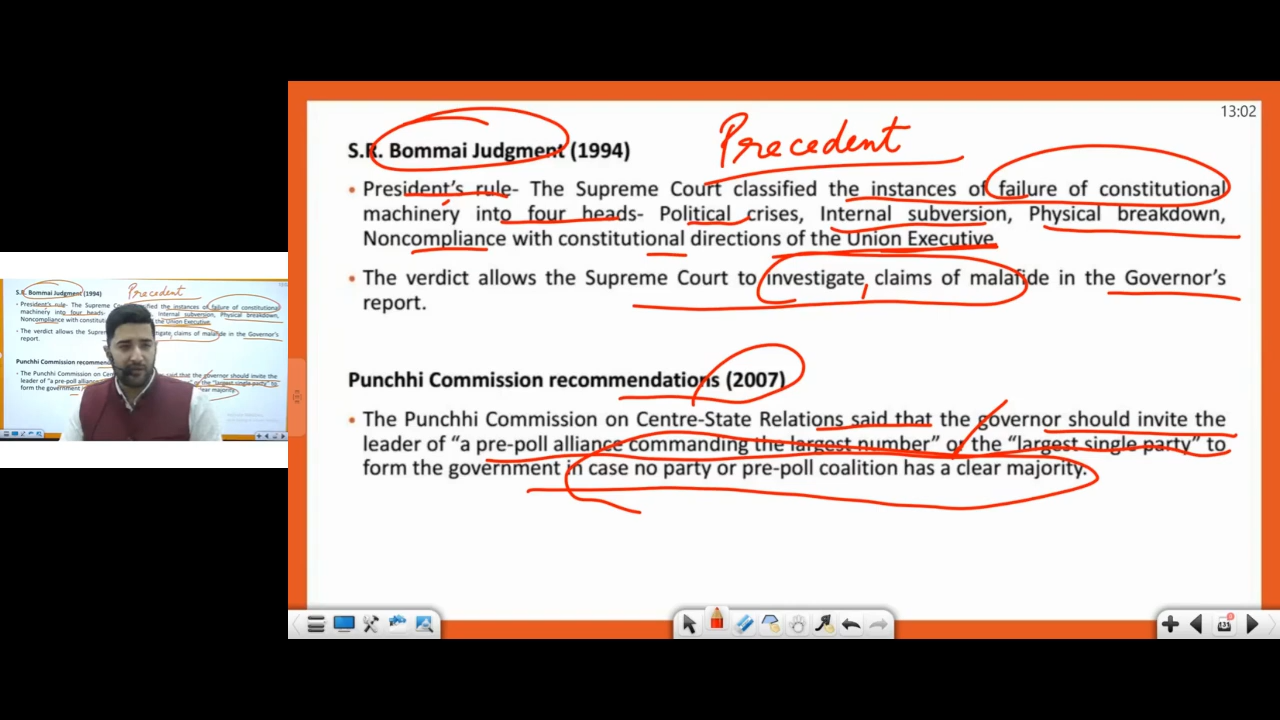 13:02
S.R. Bommai Judgment (1994)
Precedent
• President's rule- The Supreme Court classified the instances of failure of constitutional
machinery into four heads- Political crises, Internal subversion, Physical breakdown,
Noncompliance with constitutional directions of the Union Executive.
• The verdict allows the Supreme Court to investigate claims of malafide in the Governor's
report.
Punchhi Commission recommendations (2007)
• The Punchhi Commission on Centre-State Relations said that the governor should invite the
leader of "a pre-poll alliance commanding the largest number" or the "largest single party" to
form the government in case no party or pre-poll coalition has a clear majority.